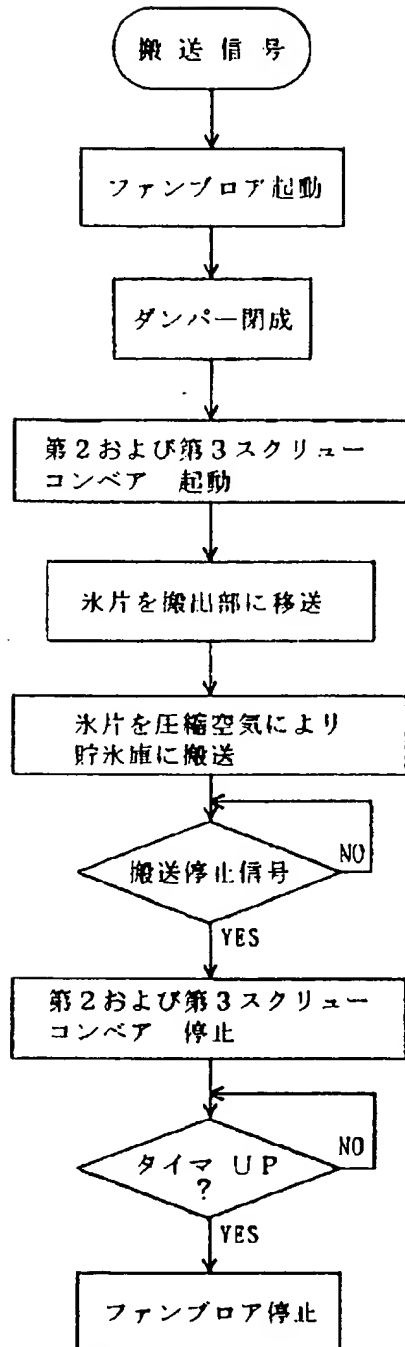 搬送信号
ファンブロア起動
ダンパー閉成
第2および第3スクリュー
コンベア 起動
氷片を搬出部に移送
氷片を圧縮空気により
貯氷庫に搬送
搬送停止信号
NO
YES
第2および第3スクリュー
コンベア 停止
タイマ UP
?
NO
YES
ファンブロア停止